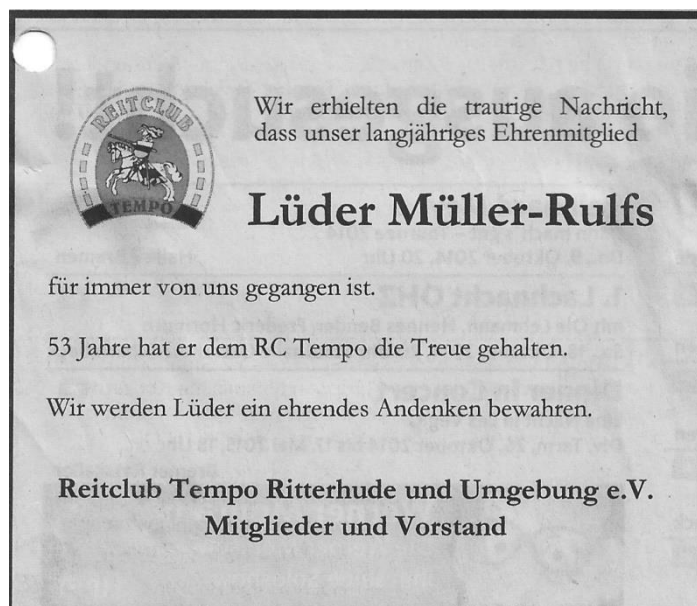 REITCLUB
TEMPO
Wir erhielten die traurige Nachricht,
dass unser langjähriges Ehrenmitglied
Lüder Müller-Rulfs
für immer von uns gegangen ist.
53 Jahre hat er dem RC Tempo die Treue gehalten.
Wir werden Lüder ein ehrendes Andenken bewahren.
Reitclub Tempo Ritterhude und Umgebung e.V.
Mitglieder und Vorstand